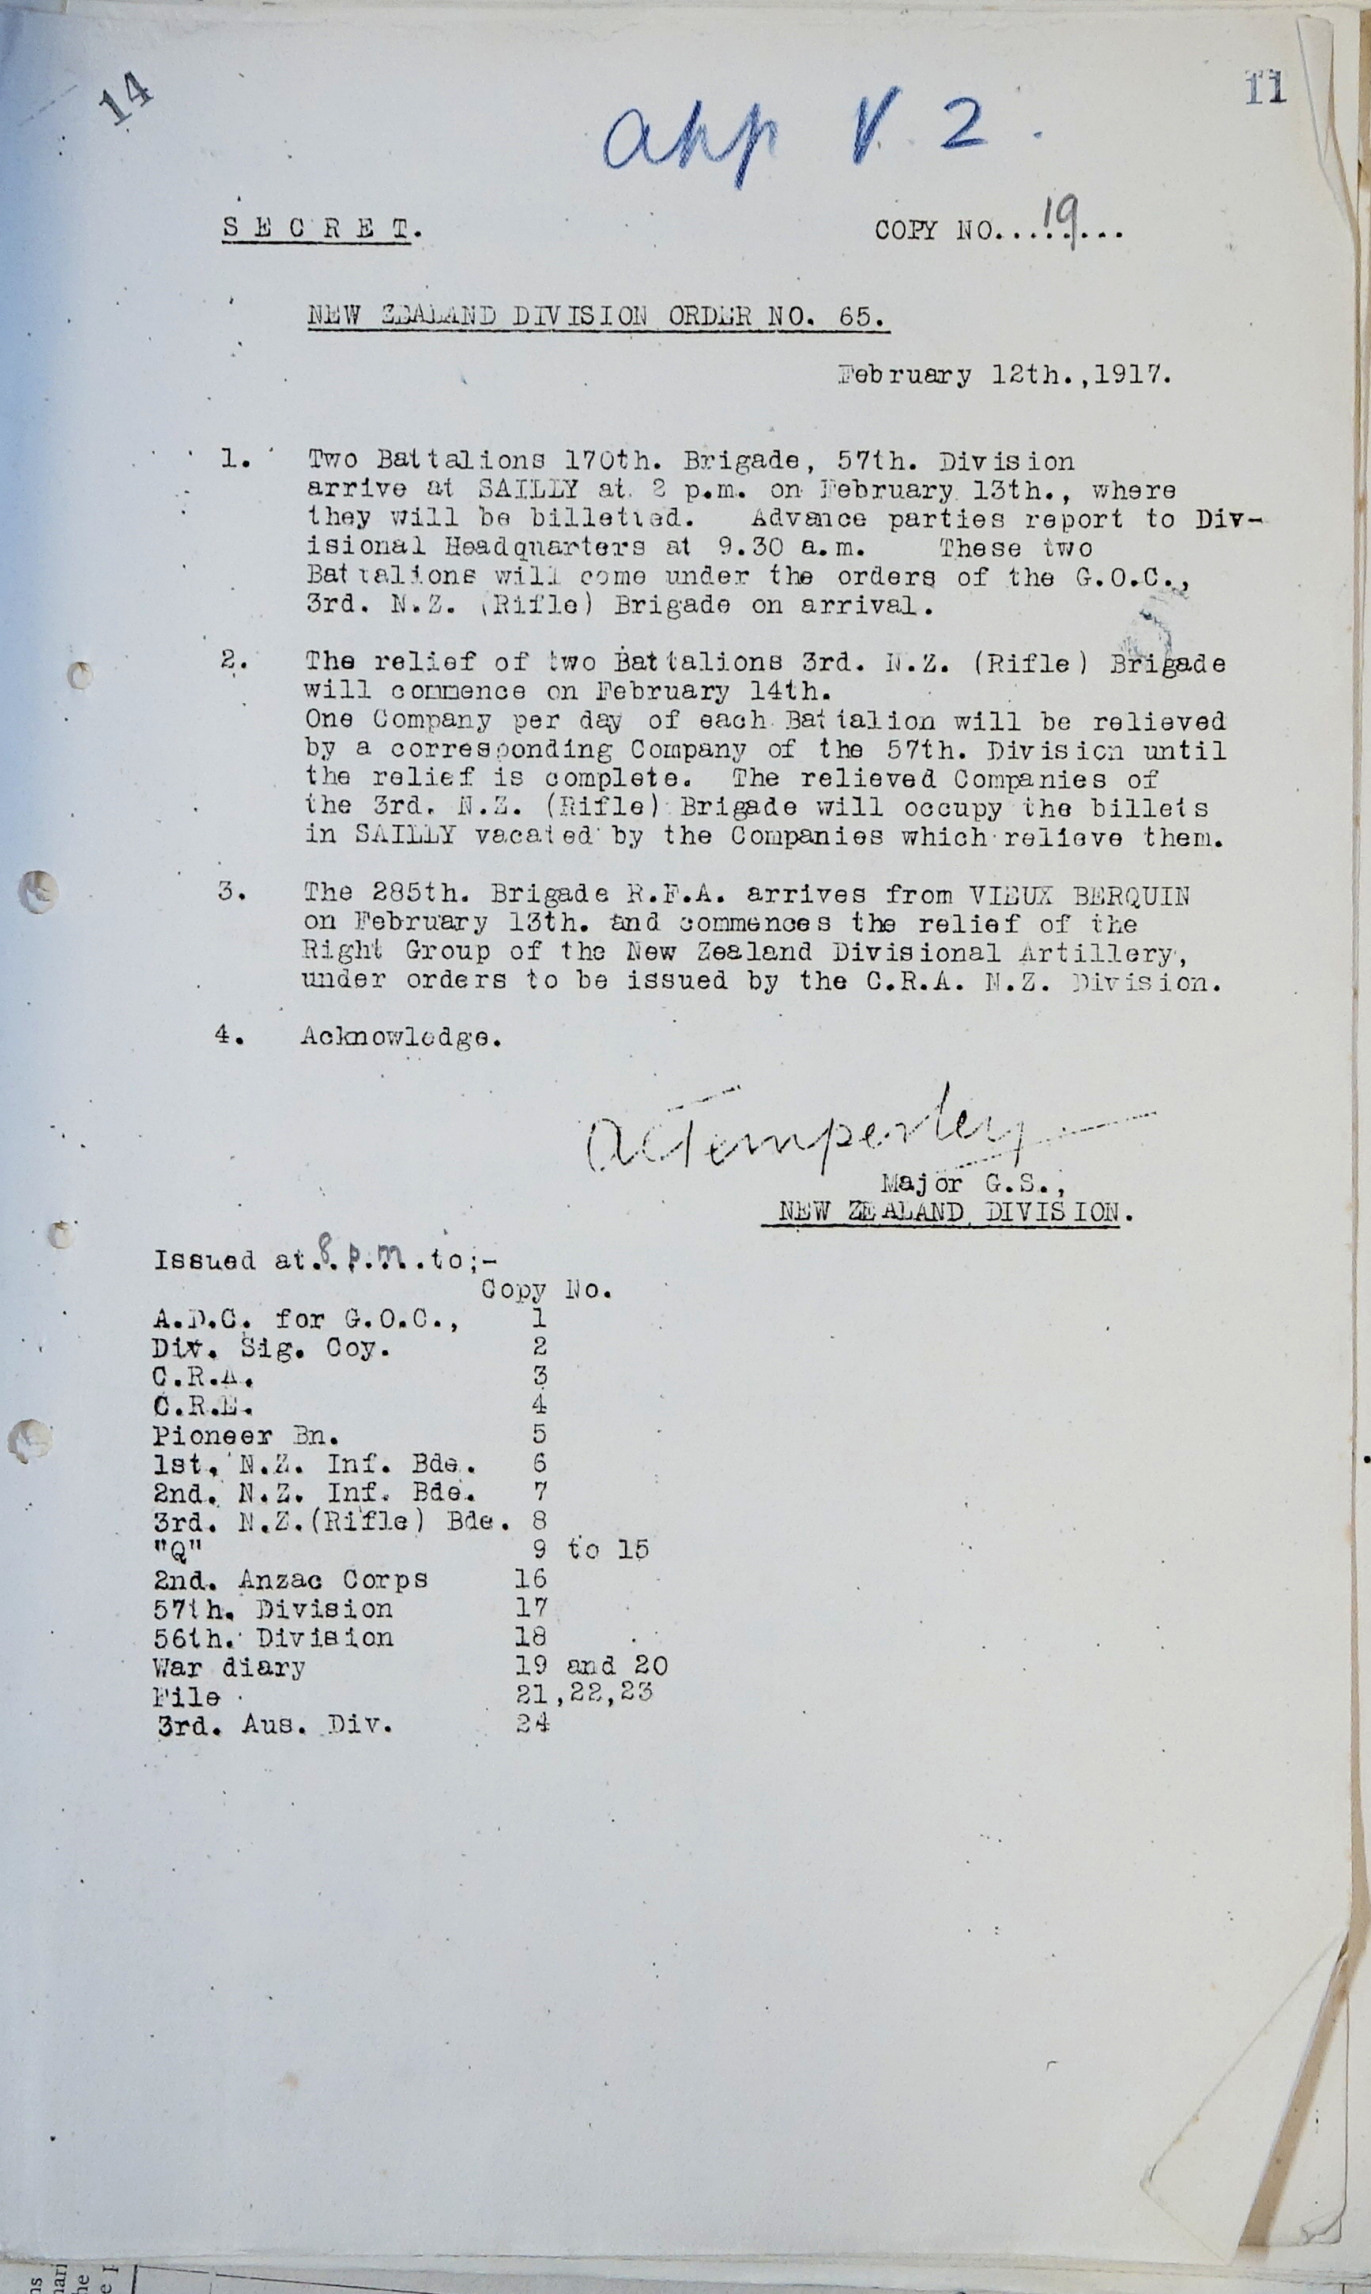 14
11
app V. 2.
SECRET.
COPY NO....19....
NEW ZEALAND DIVISION ORDER NO. 65.
February 12th.,1917.
1. Two Battalions 170th. Brigade, 57th. Division
arrive at SAILLY at 2 p.m. on February 13th., where
they will be billetted. Advance parties report to Div-
isional Headquarters at 9.30 a.m. These two
Battalions will come under the orders of the G.O.C.,
3rd. N.Z. (Rifle) Brigade on arrival.
2. The relief of two Battalions 3rd. N.Z. (Rifle) Brigade
will commence on February 14th.
One Company per day of each Battalion will be relieved
by a corresponding Company of the 57th. Division until
the relief is complete. The relieved Companies of
the 3rd. N.Z. (Rifle) Brigade will occupy the billets
in SAILLY vacated by the Companies which relieve them.
3. The 285th. Brigade R.F.A. arrives from VIEUX BERQUIN
on February 13th. and commences the relief of the
Right Group of the New Zealand Divisional Artillery,
under orders to be issued by the C.R.A. N.Z. Division.
4. Acknowledge.
ACTemperley
Major G.S.,
NEW ZEALAND DIVISION.
Issued at 8 p.m. to;-
Copy No.
A.D.C. for G.O.C., 1
Div. Sig. Coy. 2
C.R.A. 3
C.R.E. 4
Pioneer Bn. 5
1st. N.Z. Inf. Bde. 6
2nd. N.Z. Inf. Bde. 7
3rd. N.Z.(Rifle) Bde. 8
"Q" 9 to 15
2nd. Anzac Corps 16
57th. Division 17
56th. Division 18
War diary 19 and 20
File 21,22,23
3rd. Aus. Div. 24